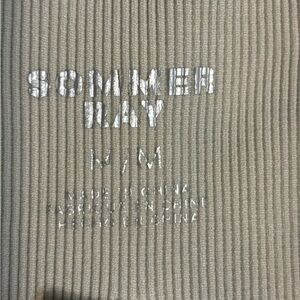 SOMMER
RAY
M/M
MADE IN CHINA
FABRIQUÉ EN CHINE
HECHO EN CHINA